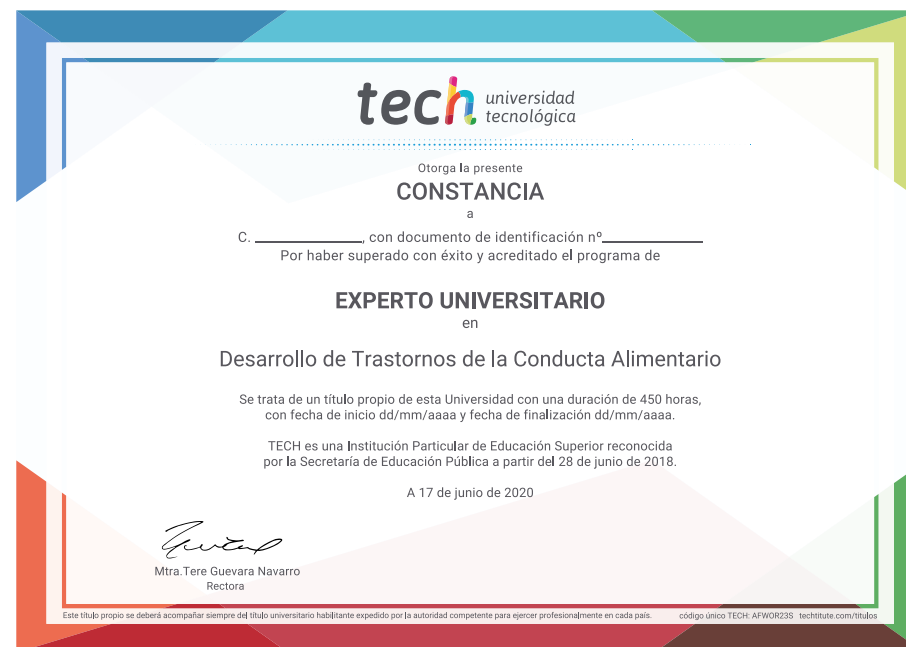 tech universidad
tecnológica
Otorga la presente
CONSTANCIA
a
C. ____________, con documento de identificación nº____________
Por haber superado con éxito y acreditado el programa de
EXPERTO UNIVERSITARIO
en
Desarrollo de Trastornos de la Conducta Alimentario
Se trata de un título propio de esta Universidad con una duración de 450 horas,
con fecha de inicio dd/mm/aaaa y fecha de finalización dd/mm/aaaa.
TECH es una Institución Particular de Educación Superior reconocida
por la Secretaría de Educación Pública a partir del 28 de junio de 2018.
A 17 de junio de 2020
Mtra.Tere Guevara Navarro
Rectora
Este título propio se deberá acompañar siempre del título universitario habilitante expedido por la autoridad competente para ejercer profesionalmente en cada país. código único TECH: AFWOR23S techtitute.com/titulos